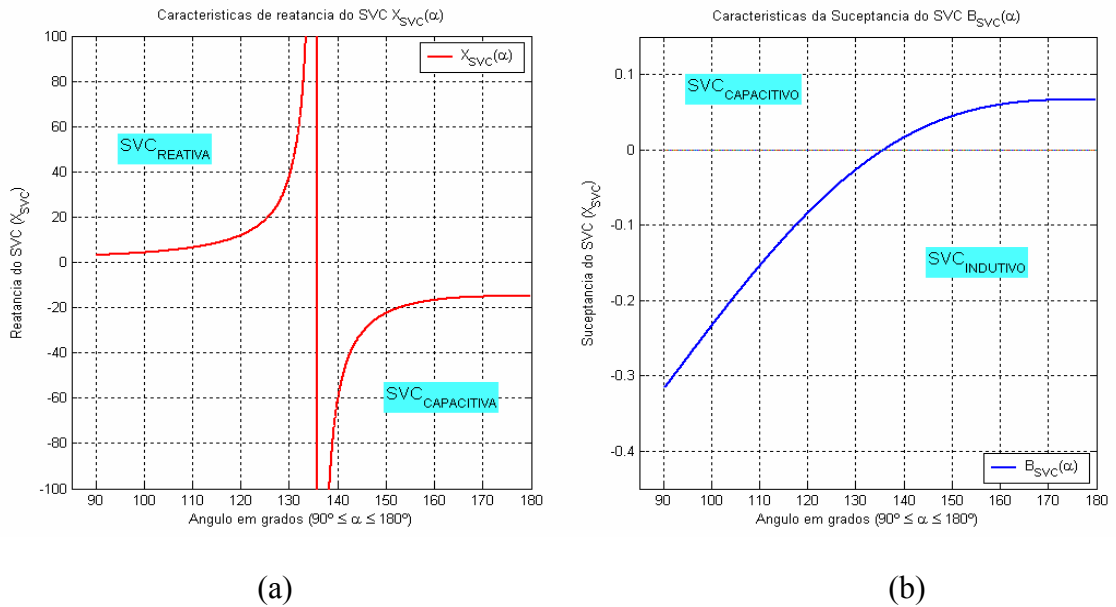 Caracteristicas de reatancia do SVC X_SVC(α)
100
80
60
40
20
0
-20
-40
-60
-80
-100
Reatancia do SVC (X_SVC)
X_SVC(α)
SVC_REATIVA
SVC_CAPACITIVA
90 100 110 120 130 140 150 160 170 180
Angulo em grados (90º ≤ α ≤ 180º)
(a)
Caracteristicas da Suceptancia do SVC B_SVC(α)
0.1
0
-0.1
-0.2
-0.3
-0.4
Suceptancia do SVC (X_SVC)
SVC_CAPACITIVO
SVC_INDUTIVO
B_SVC(α)
90 100 110 120 130 140 150 160 170 180
Angulo em grados (90º ≤ α ≤ 180º)
(b)